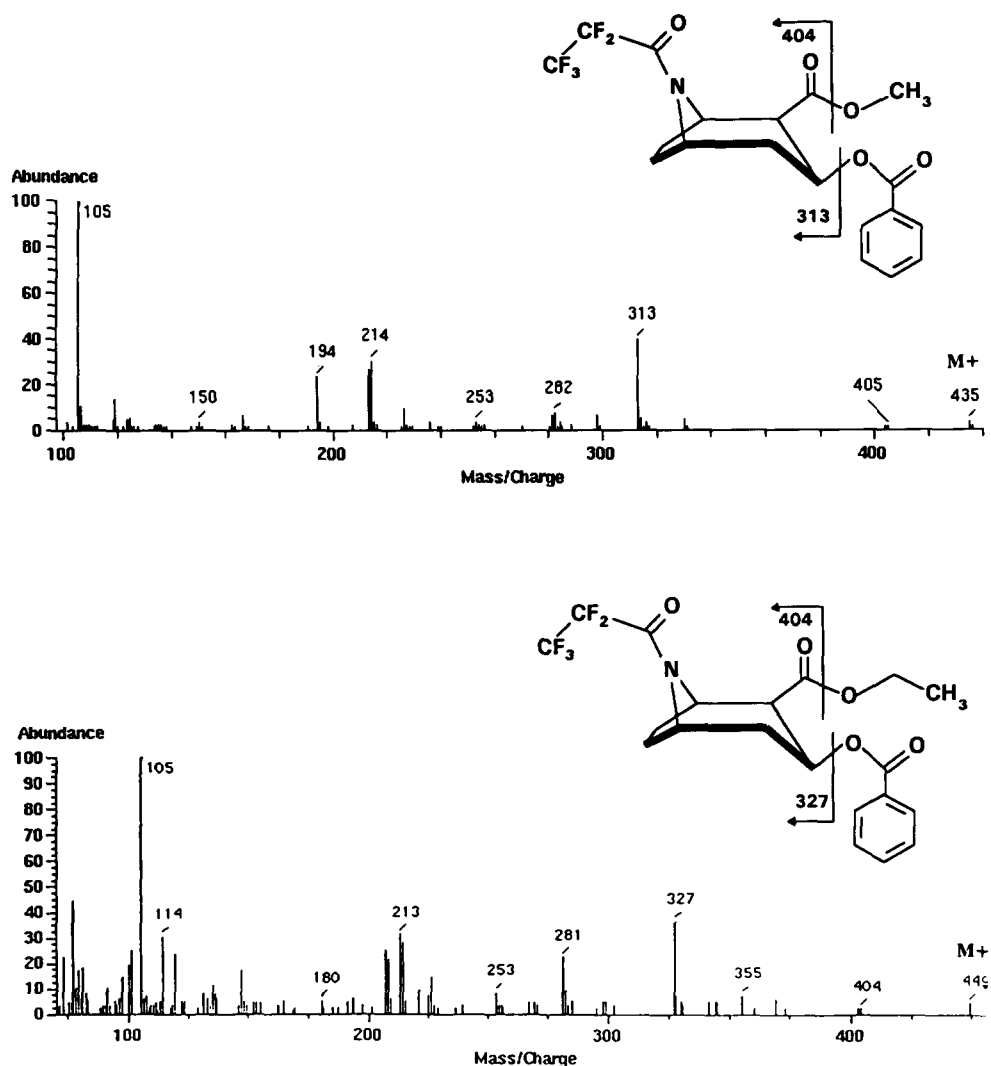 404
CF2
O
CF3
N
O
O
CH3
O
O
313
Abundance
100
80
60
40
20
0
105
150
194
214
253
282
313
405
M+
435
100
200
300
400
Mass/Charge
404
CF2
O
CF3
N
O
O
CH3
O
O
327
Abundance
100
90
80
70
60
50
40
30
20
10
0
105
114
180
213
253
281
327
355
404
M+
449
100
200
250
300
350
400
Mass/Charge